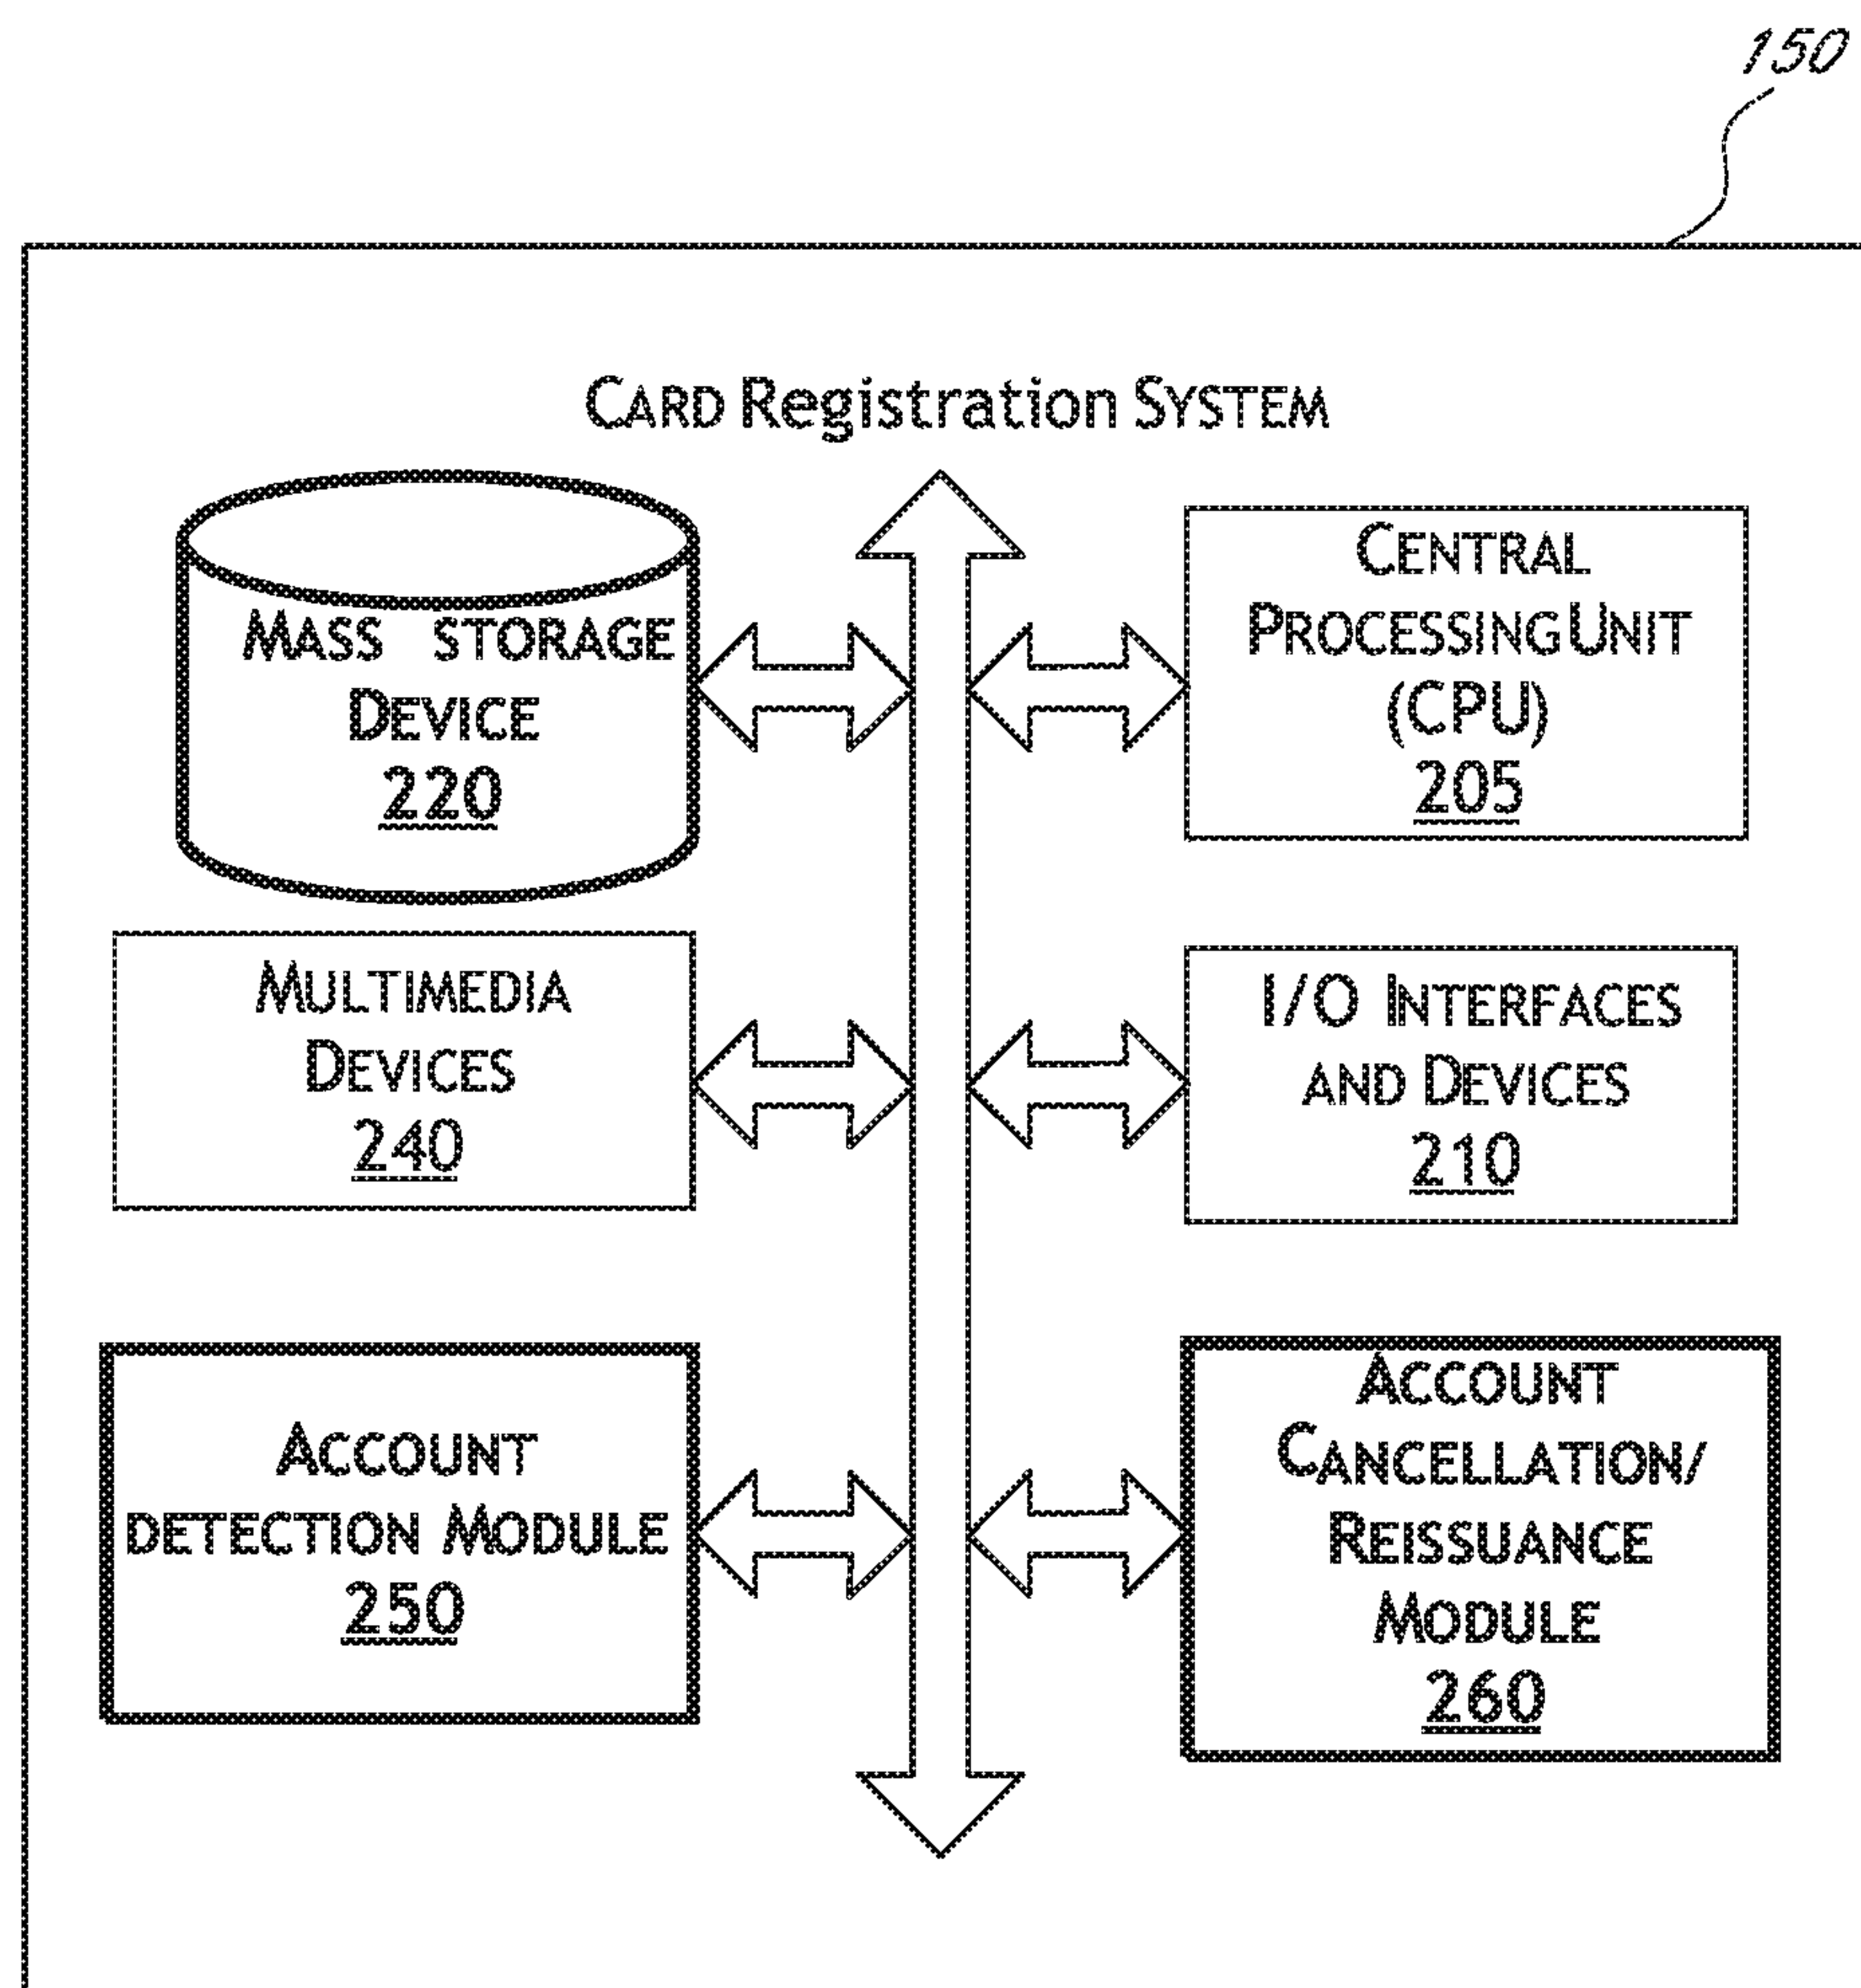 150
CARD Registration SYSTEM
MASS STORAGE
DEVICE
220
CENTRAL
PROCESSING UNIT
(CPU)
205
MULTIMEDIA
DEVICES
240
I/O INTERFACES
AND DEVICES
210
ACCOUNT
DETECTION MODULE
250
ACCOUNT
CANCELLATION/
REISSUANCE
MODULE
260